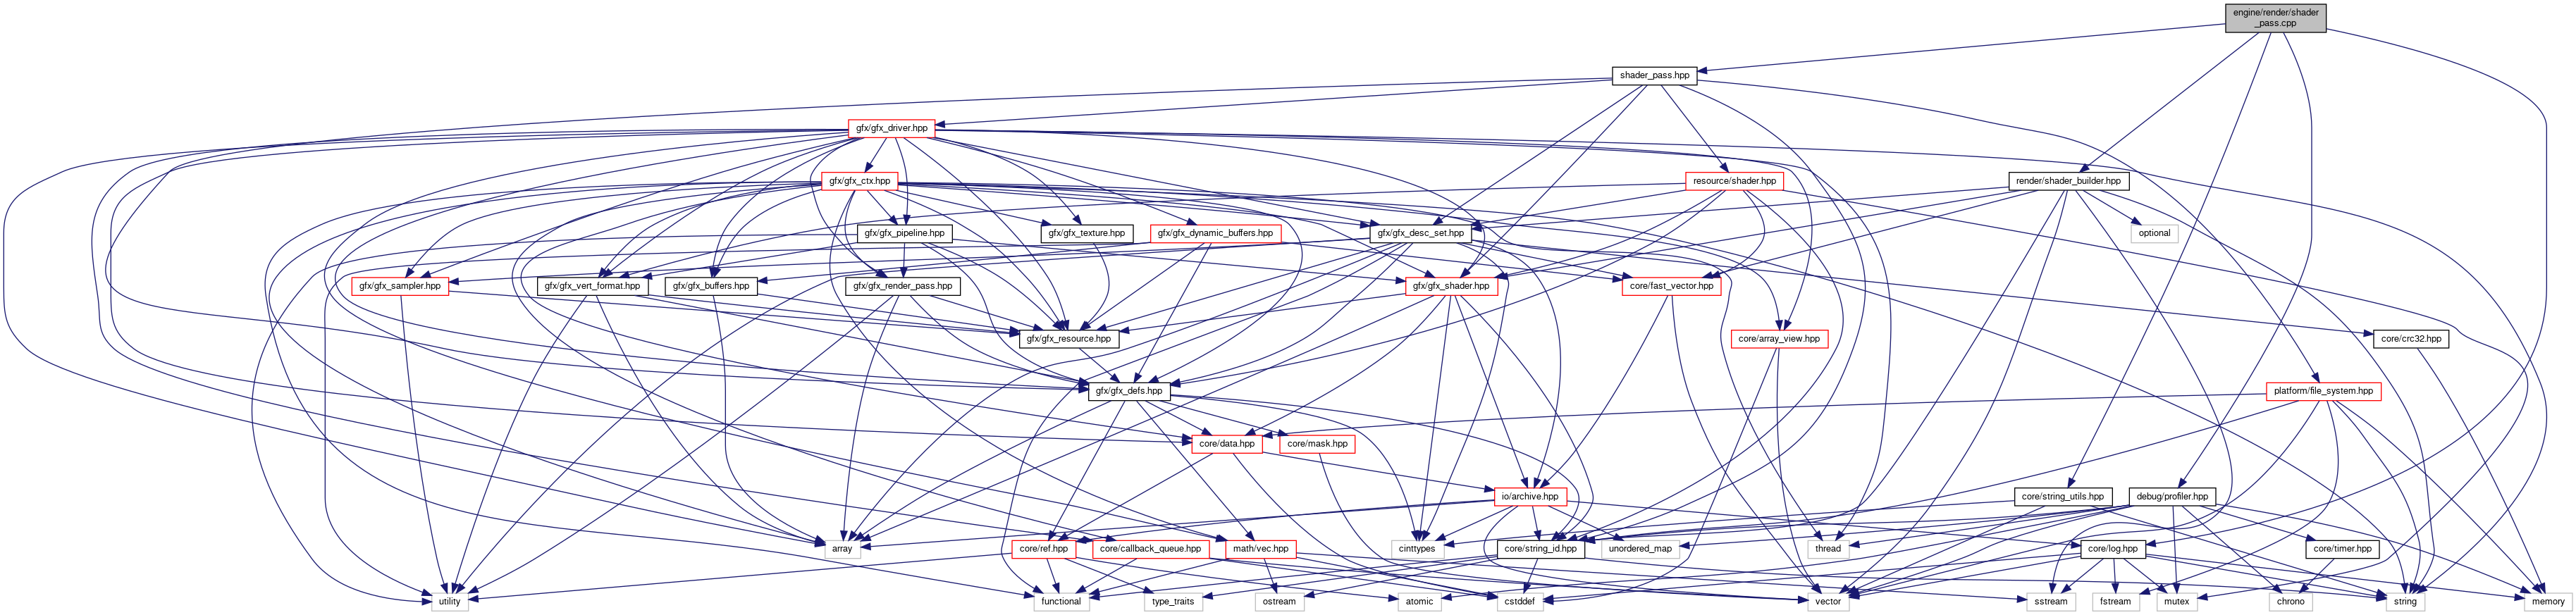 engine/render/shader
_pass.cpp
shader_pass.hpp
gfx/gfx_driver.hpp
gfx/gfx_ctx.hpp
resource/shader.hpp
render/shader_builder.hpp
gfx/gfx_pipeline.hpp
gfx/gfx_texture.hpp
gfx/gfx_dynamic_buffers.hpp
gfx/gfx_desc_set.hpp
optional
gfx/gfx_sampler.hpp
gfx/gfx_vert_format.hpp
gfx/gfx_buffers.hpp
gfx/gfx_render_pass.hpp
gfx/gfx_shader.hpp
core/fast_vector.hpp
gfx/gfx_resource.hpp
core/array_view.hpp
core/crc32.hpp
gfx/gfx_defs.hpp
platform/file_system.hpp
core/data.hpp
core/mask.hpp
io/archive.hpp
core/string_utils.hpp
debug/profiler.hpp
array
core/ref.hpp
core/callback_queue.hpp
math/vec.hpp
cinttypes
core/string_id.hpp
unordered_map
thread
core/log.hpp
core/timer.hpp
utility
functional
type_traits
ostream
atomic
cstddef
vector
sstream
fstream
mutex
chrono
string
memory